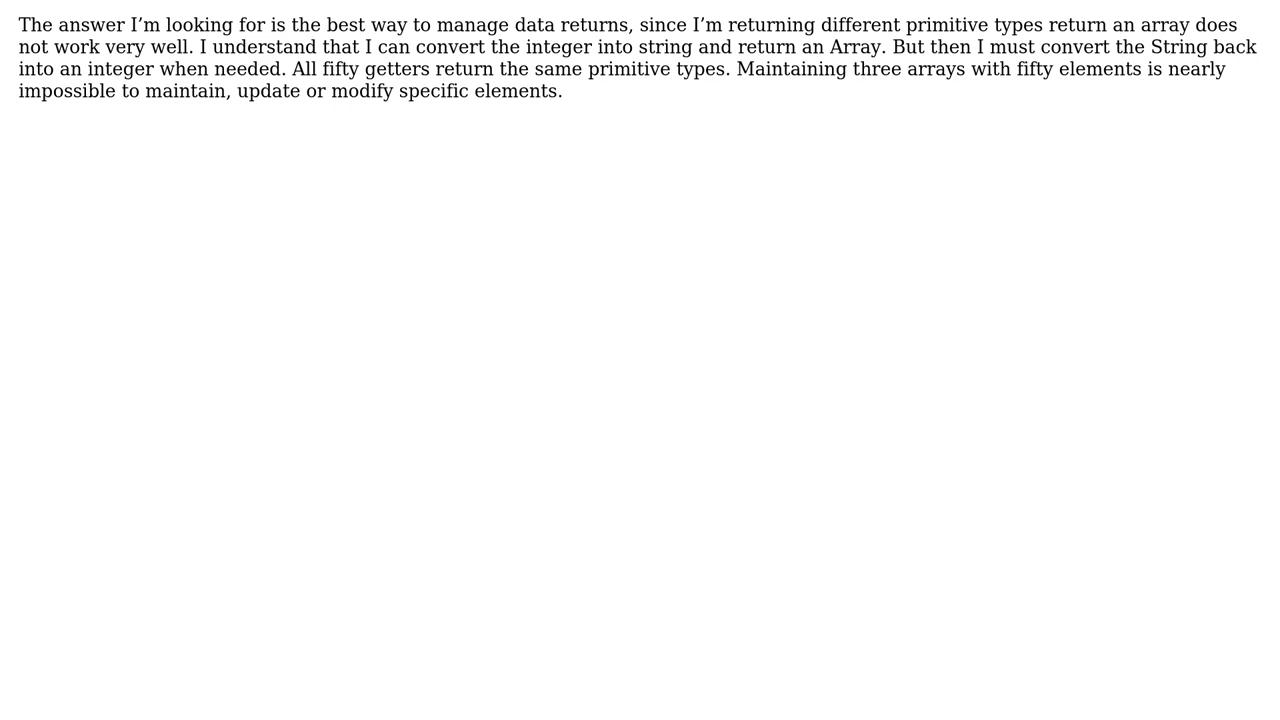 The answer I’m looking for is the best way to manage data returns, since I’m returning different primitive types return an array does
not work very well. I understand that I can convert the integer into string and return an Array. But then I must convert the String back
into an integer when needed. All fifty getters return the same primitive types. Maintaining three arrays with fifty elements is nearly
impossible to maintain, update or modify specific elements.